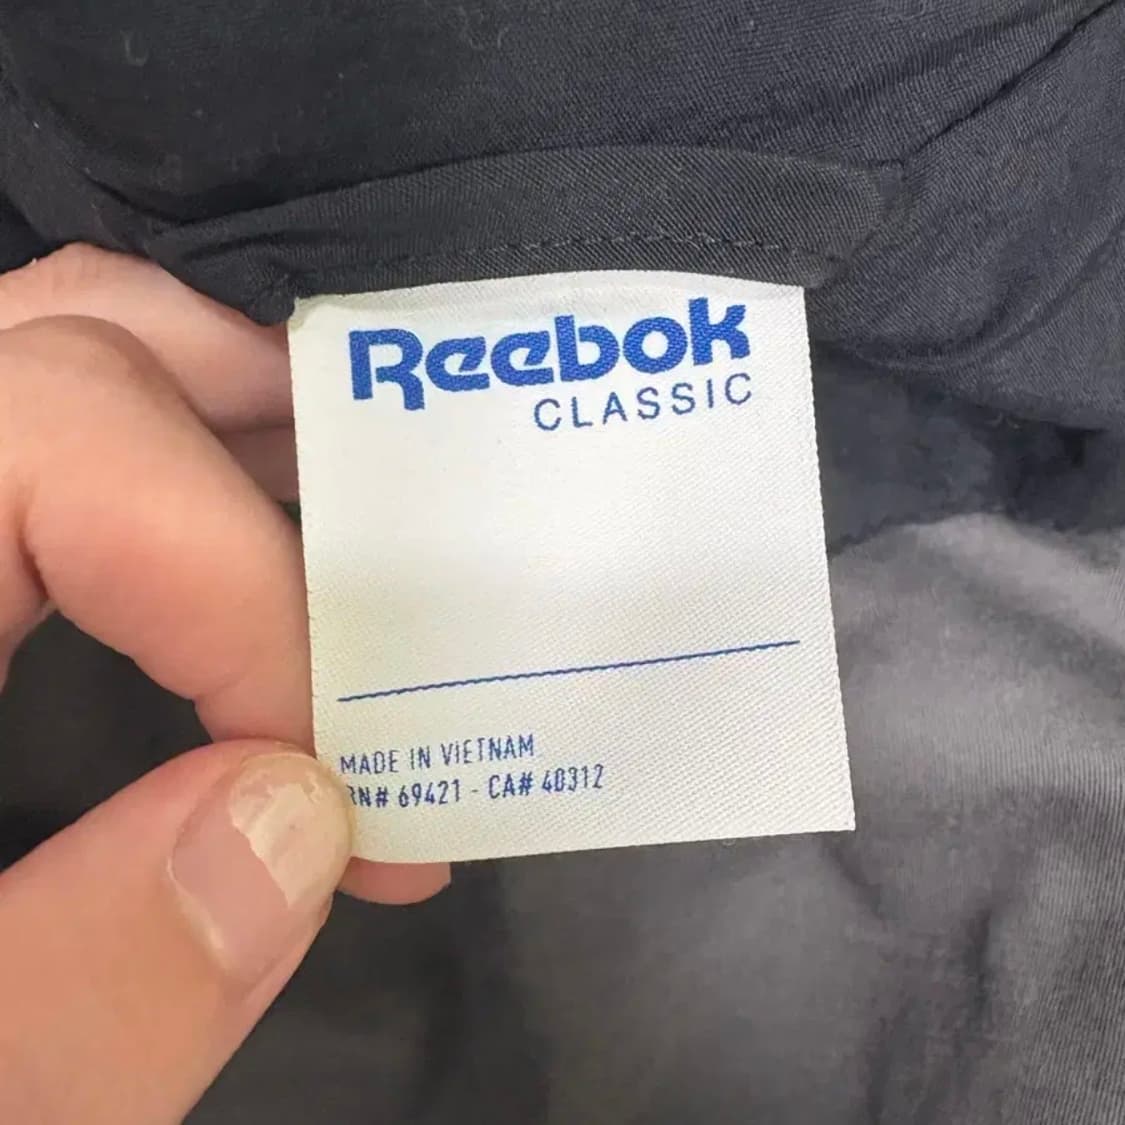 Reebok
CLASSIC
MADE IN VIETNAM
RN# 69421 - CA# 40312